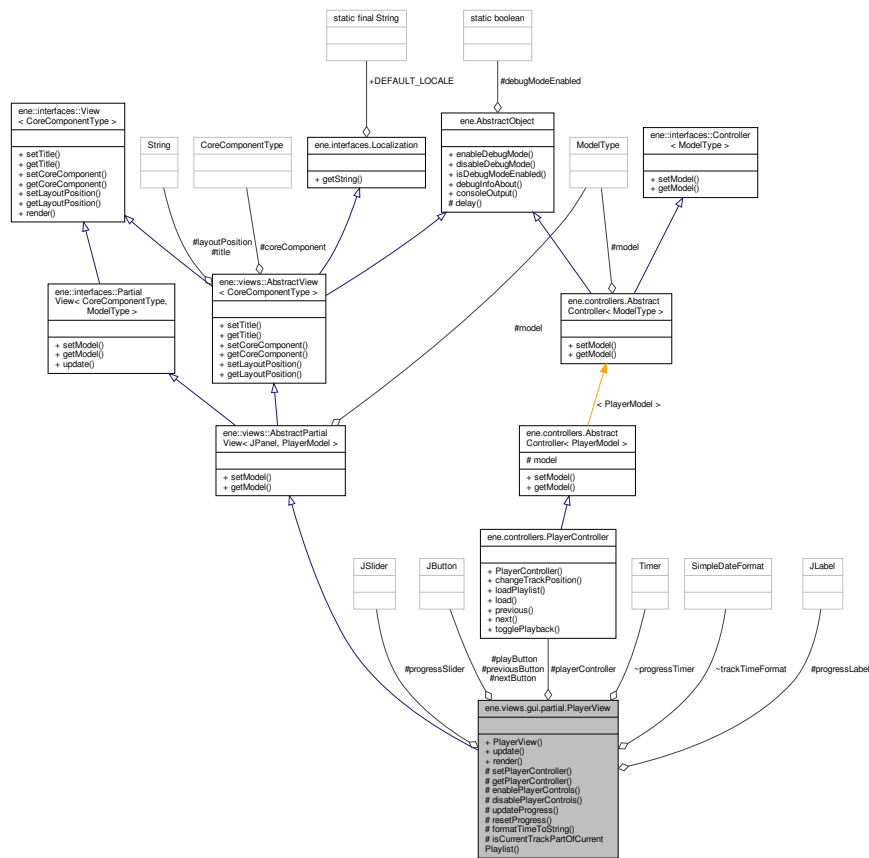 static final String
static boolean
+DEFAULT_LOCALE
#debugModeEnabled
ene::interfaces::View
< CoreComponentType >
+ setTitle()
+ getTitle()
+ setCoreComponent()
+ getCoreComponent()
+ setLayoutPosition()
+ getLayoutPosition()
+ render()
String
CoreComponentType
ene.interfaces.Localization
+ getString()
ene.AbstractObject
+ enableDebugMode()
+ disableDebugMode()
+ isDebugModeEnabled()
+ debugInfoAbout()
+ consoleOutput()
# delay()
ModelType
ene::interfaces::Controller
< ModelType >
+ setModel()
+ getModel()
#layoutPosition
#title
#coreComponent
#model
ene::interfaces::Partial
View< CoreComponentType,
ModelType >
+ setModel()
+ getModel()
+ update()
ene::views::AbstractView
< CoreComponentType >
+ setTitle()
+ getTitle()
+ setCoreComponent()
+ getCoreComponent()
+ setLayoutPosition()
+ getLayoutPosition()
#model
ene.controllers.Abstract
Controller< ModelType >
+ setModel()
+ getModel()
< PlayerModel >
ene::views::AbstractPartial
View< JPanel, PlayerModel >
+ setModel()
+ getModel()
ene.controllers.Abstract
Controller< PlayerModel >
# model
+ setModel()
+ getModel()
JSlider
JButton
ene.controllers.PlayerController
+ PlayerController()
+ changeTrackPosition()
+ loadPlaylist()
+ load()
+ previous()
+ next()
+ togglePlayback()
Timer
SimpleDateFormat
JLabel
#progressSlider
#playButton
#previousButton
#nextButton
#playerController
~progressTimer
~trackTimeFormat
#progressLabel
ene.views.gui.partial.PlayerView
+ PlayerView()
+ update()
+ render()
# setPlayerController()
# getPlayerController()
# enablePlayerControls()
# disablePlayerControls()
# updateProgress()
# resetProgress()
# formatTimeToString()
# isCurrentTrackPartOfCurrent
Playlist()